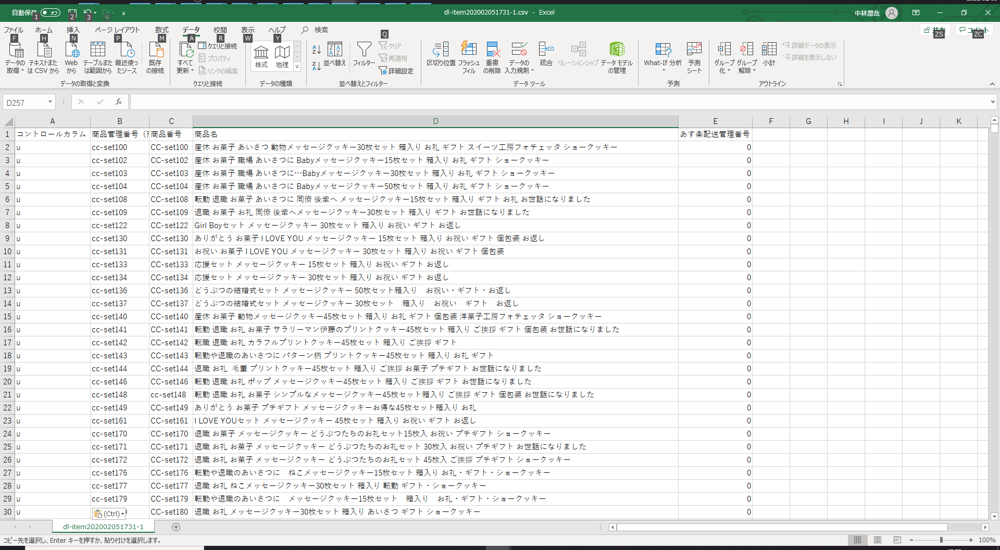 自動保存 オフ
1 2 3 4
dl-item202002051731-1.csv - Excel
中林潤哉
ファイル ホーム 挿入 ページ レイアウト 数式 データ 校閲 表示 ヘルプ 検索
共有 コメント
F H N P M A R W Y Q ZS ZC
データの取得 テキストまたは CSV から Web から テーブルまたは範囲から 最近使ったソース 既存の接続
データの取得と変換
すべて更新 クエリと接続 プロパティ リンクの編集
クエリと接続
株式 地理
データの種類
並べ替え フィルター クリア 再適用 詳細設定
並べ替えとフィルター
区切り位置 フラッシュ フィル 重複の削除 データの入力規則 統合 リレーションシップ データ モデルの管理
データ ツール
What-If 分析 予測シート
予測
グループ化 グループ解除 小計 詳細データの表示 詳細を表示しない
アウトライン
D257 fx
A B C D E F G H I J K
1 コントロールカラム 商品管理番号（商 商品番号 商品名 あす楽配送管理番号
2 u cc-set100 CC-set100 産休 お菓子 あいさつ 動物メッセージクッキー30枚セット 箱入り お礼 ギフト スイーツ工房フォチェッタ ショークッキー 0
3 u cc-set102 CC-set102 産休 お菓子 職場 あいさつに Babyメッセージクッキー15枚セット 箱入り お礼 ギフト ショークッキー 0
4 u cc-set103 CC-set103 産休 お菓子 職場 あいさつに…Babyメッセージクッキー30枚セット 箱入り お礼 ギフト ショークッキー 0
5 u cc-set104 CC-set104 産休 お菓子 職場 あいさつに Babyメッセージクッキー50枚セット 箱入り お礼 ギフト ショークッキー 0
6 u cc-set108 CC-set108 転勤 退職 お菓子 あいさつに 同僚 後輩へ メッセージクッキー15枚セット 箱入り ギフト お礼 お世話になりました 0
7 u cc-set109 CC-set109 退職 お菓子 お礼 同僚 後輩へメッセージクッキー30枚セット 箱入り ギフト お世話になりました 0
8 u cc-set122 CC-set122 Girl Boyセット メッセージクッキー 30枚セット 箱入り お祝い ギフト お返し 0
9 u cc-set130 CC-set130 ありがとう お菓子 I LOVE YOU メッセージクッキー 15枚セット 箱入り お祝い ギフト 個包装 お返し 0
10 u cc-set131 CC-set131 お祝い お菓子 I LOVE YOU メッセージクッキー 30枚セット 箱入り お祝い ギフト 個包装 0
11 u cc-set133 CC-set133 応援セット メッセージクッキー 15枚セット 箱入り お祝い ギフト お返し 0
12 u cc-set134 CC-set134 応援セット メッセージクッキー 30枚セット 箱入り お祝い ギフト お返し 0
13 u cc-set136 CC-set136 どうぶつの結婚式セット メッセージクッキー 50枚セット箱入り　お祝い・ギフト・お返し 0
14 u cc-set137 CC-set137 どうぶつの結婚式セット メッセージクッキー 30枚セット　箱入り　お祝い　ギフト　お返し 0
15 u cc-set140 CC-set140 産休 お菓子 動物メッセージクッキー45枚セット 箱入り お礼 ギフト 個包装 洋菓子工房フォチェッタ ショークッキー 0
16 u cc-set141 CC-set141 転勤 退職 お礼 お菓子 サラリーマン伊藤のプリントクッキー45枚セット 箱入り ご挨拶 ギフト 個包装 お世話になりました 0
17 u cc-set142 CC-set142 転職 退職 お礼 カラフルプリントクッキー45枚セット 箱入り ご挨拶 ギフト 0
18 u cc-set143 CC-set143 転勤や退職のあいさつに パターン柄 プリントクッキー45枚セット 箱入り お礼 ギフト 0
19 u cc-set144 CC-set144 退職 お礼 毛筆 プリントクッキー45枚セット 箱入り ご挨拶 お菓子 プチギフト お世話になりました 0
20 u cc-set146 CC-set146 転勤 退職 お礼 ポップ メッセージクッキー45枚セット 箱入り ご挨拶 ギフト お世話になりました 0
21 u cc-set148 cc-set148 転勤 退職 お礼 お菓子 シンプルなメッセージクッキー45枚セット箱入り ご挨拶 ギフト 個包装 お世話になりました 0
22 u cc-set149 CC-set149 ありがとう お菓子 プチギフト メッセージクッキーお得な45枚セット箱入り お礼 0
23 u cc-set161 CC-set161 I LOVE YOUセット メッセージクッキー 45枚セット 箱入り お祝い ギフト お返し 0
24 u cc-set170 CC-set170 退職 お菓子 メッセージクッキー どうぶつたちのお礼セット15枚入 お祝い プチギフト ショークッキー 0
25 u cc-set171 CC-set171 退職 お礼 お菓子 メッセージクッキー どうぶつたちのお礼セット 30枚入 お祝い プチギフト お世話になりました 0
26 u cc-set172 CC-set172 退職 お礼 お菓子 メッセージクッキー どうぶつたちのお礼セット 45枚入 ご挨拶 プチギフト ショークッキー 0
27 u cc-set176 CC-set176 転勤や退職のあいさつに　ねこメッセージクッキー15枚セット 箱入り お礼・ギフト・ショークッキー 0
28 u cc-set177 CC-set177 退職 お礼 ねこメッセージクッキー30枚セット 箱入り 転勤 ギフト・ショークッキー 0
29 u cc-set179 CC-set179 転勤や退職のあいさつに　メッセージクッキー15枚セット　箱入り　お礼・ギフト・ショークッキー 0
30 u (Ctrl) CC-set180 退職 お礼 メッセージクッキー30枚セット 箱入り あいさつ ギフト ショークッキー 0
dl-item202002051731-1
コピー先を選択し、Enter キーを押すか、貼り付けを選択します。
100%